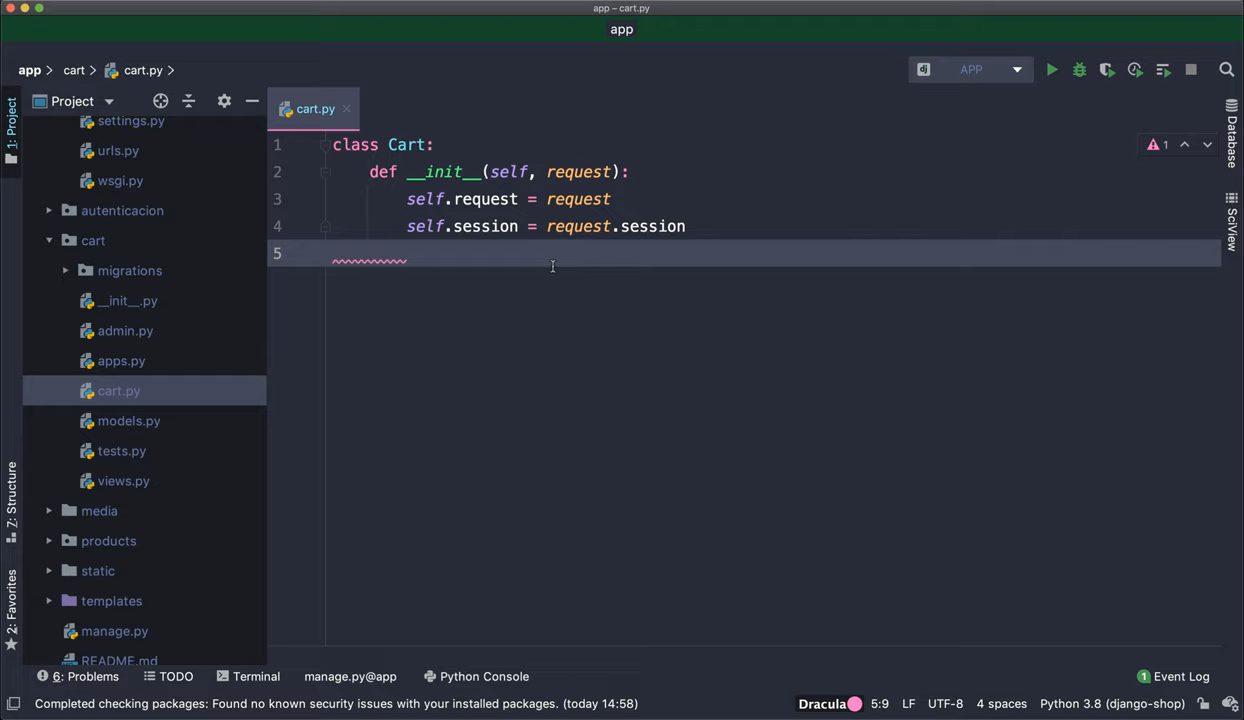 app – cart.py
app
app
cart
cart.py
dj
APP
1: Project
Project
settings.py
urls.py
wsgi.py
autenticacion
cart
migrations
__init__.py
admin.py
apps.py
cart.py
models.py
tests.py
views.py
media
products
static
templates
manage.py
README.md
cart.py
1 class Cart:
2 def __init__(self, request):
3 self.request = request
4 self.session = request.session
5
1
Database
SciView
Z: Structure
2: Favorites
6: Problems
TODO
Terminal
manage.py@app
Python Console
1 Event Log
Completed checking packages: Found no known security issues with your installed packages. (today 14:58)
Dracula
5:9
LF
UTF-8
4 spaces
Python 3.8 (django-shop)